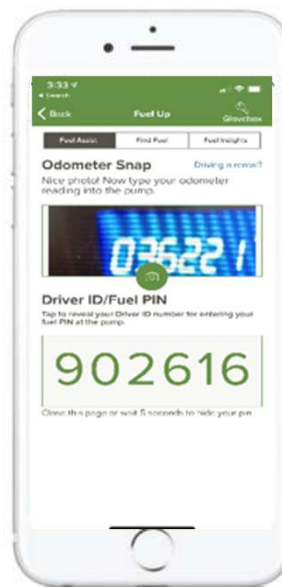 3:33
Search
Back
Fuel Up
Glovebox
Fuel Assist
Find Fuel
Fuel Insights
Odometer Snap
Driving a rental?
Nice photo! Now type your odometer
reading into the pump.
036221
Driver ID/Fuel PIN
Tap to reveal your Driver ID number for entering your
fuel PIN at the pump.
902616
Close this page or wait 5 seconds to hide your pin